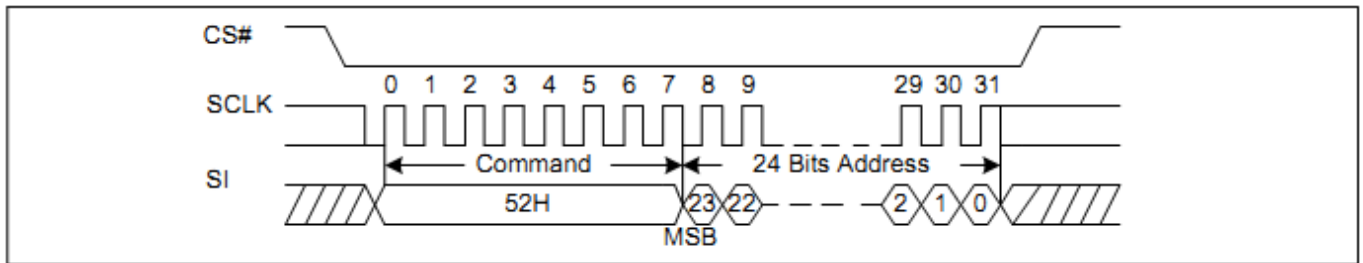 CS#
0 1 2 3 4 5 6 7 8 9 29 30 31
SCLK
Command 24 Bits Address
SI
52H 23 22 2 1 0
MSB